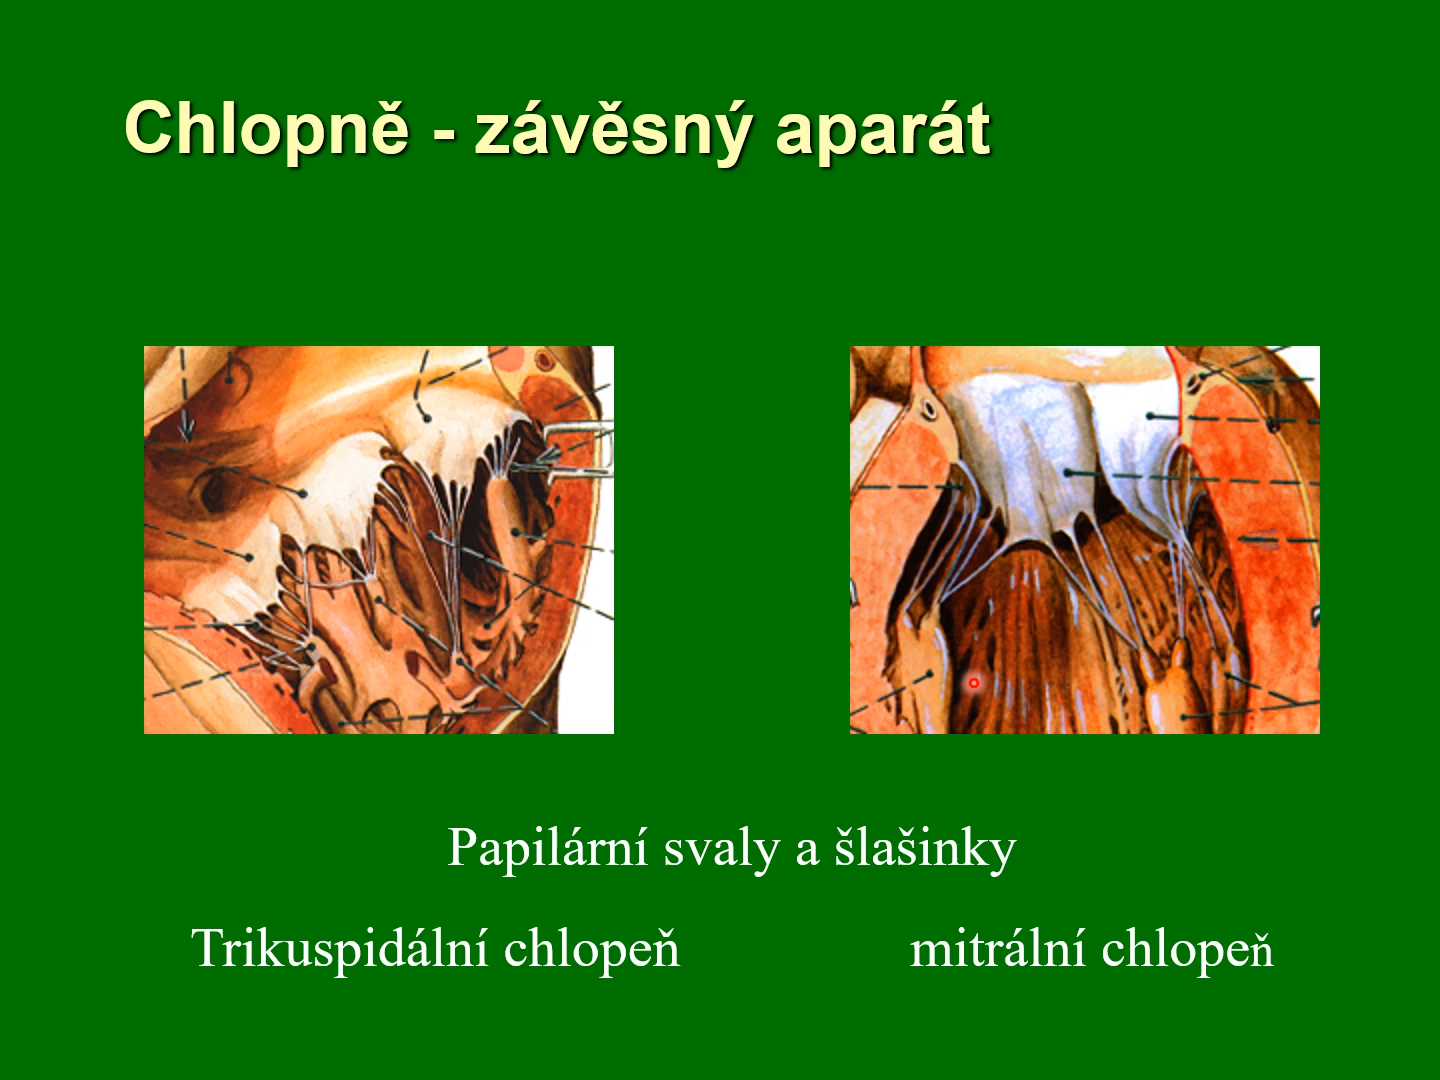 Chlopně - závěsný aparát
Papilární svaly a šlašinky
Trikuspidální chlopeň
mitrální chlopeň